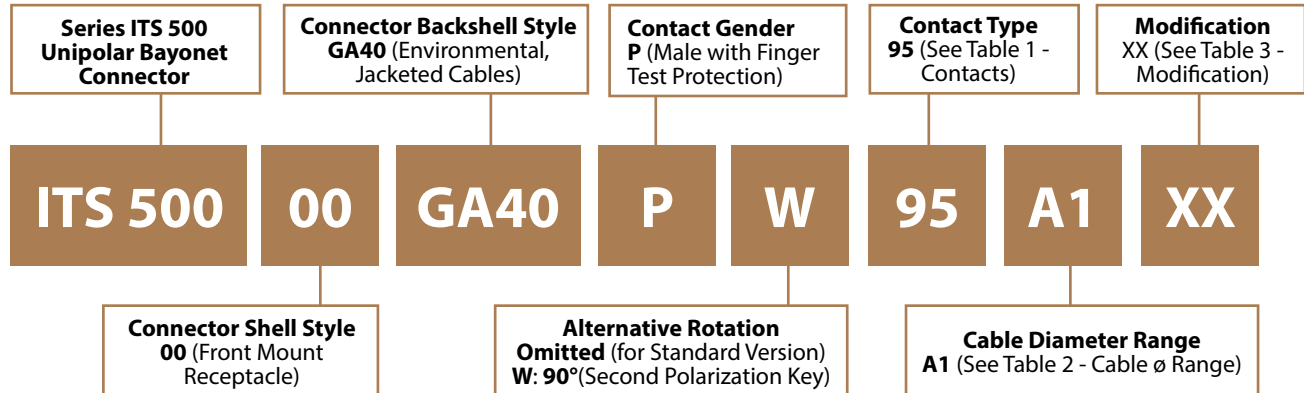 Series ITS 500
Unipolar Bayonet
Connector
Connector Backshell Style
GA40 (Environmental,
Jacketed Cables)
Contact Gender
P (Male with Finger
Test Protection)
Contact Type
95 (See Table 1 -
Contacts)
Modification
XX (See Table 3 -
Modification)
ITS 500 00 GA40 P W 95 A1 XX
Connector Shell Style
00 (Front Mount
Receptacle)
Alternative Rotation
Omitted (for Standard Version)
W: 90°(Second Polarization Key)
Cable Diameter Range
A1 (See Table 2 - Cable ø Range)